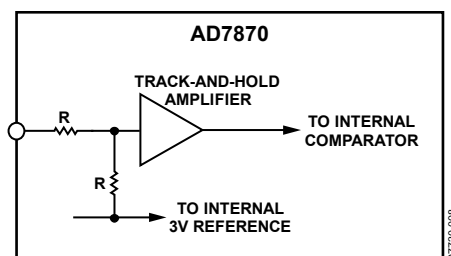 AD7870
TRACK-AND-HOLD
AMPLIFIER
R
TO INTERNAL
COMPARATOR
R
TO INTERNAL
3V REFERENCE